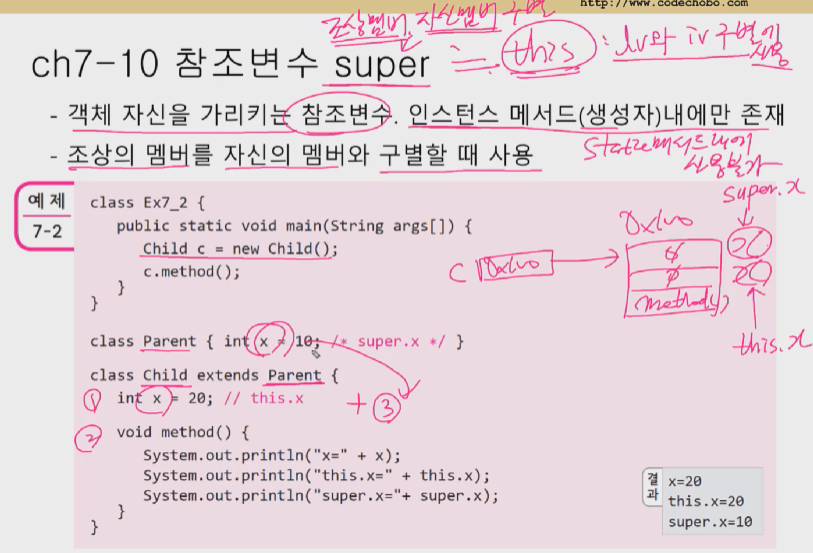 http://www.codechobo.com
조상멤버, 자신멤버 구별
ch7-10 참조변수 super ≒ this : lv와 iv 구별에 사용
- 객체 자신을 가리키는 참조변수. 인스턴스 메서드(생성자)내에만 존재
- 조상의 멤버를 자신의 멤버와 구별할 때 사용
static메서드내에
사용불가
예제
7-2
class Ex7_2 {
public static void main(String args[]) {
Child c = new Child();
c.method();
}
}
super.x
0x100
c 0x100
method()
this.x
class Parent { int x = 10; /* super.x */ }
class Child extends Parent {
① int x = 20; // this.x
+ ③
② void method() {
System.out.println("x=" + x);
System.out.println("this.x=" + this.x);
System.out.println("super.x="+ super.x);
}
}
결과
x=20
this.x=20
super.x=10